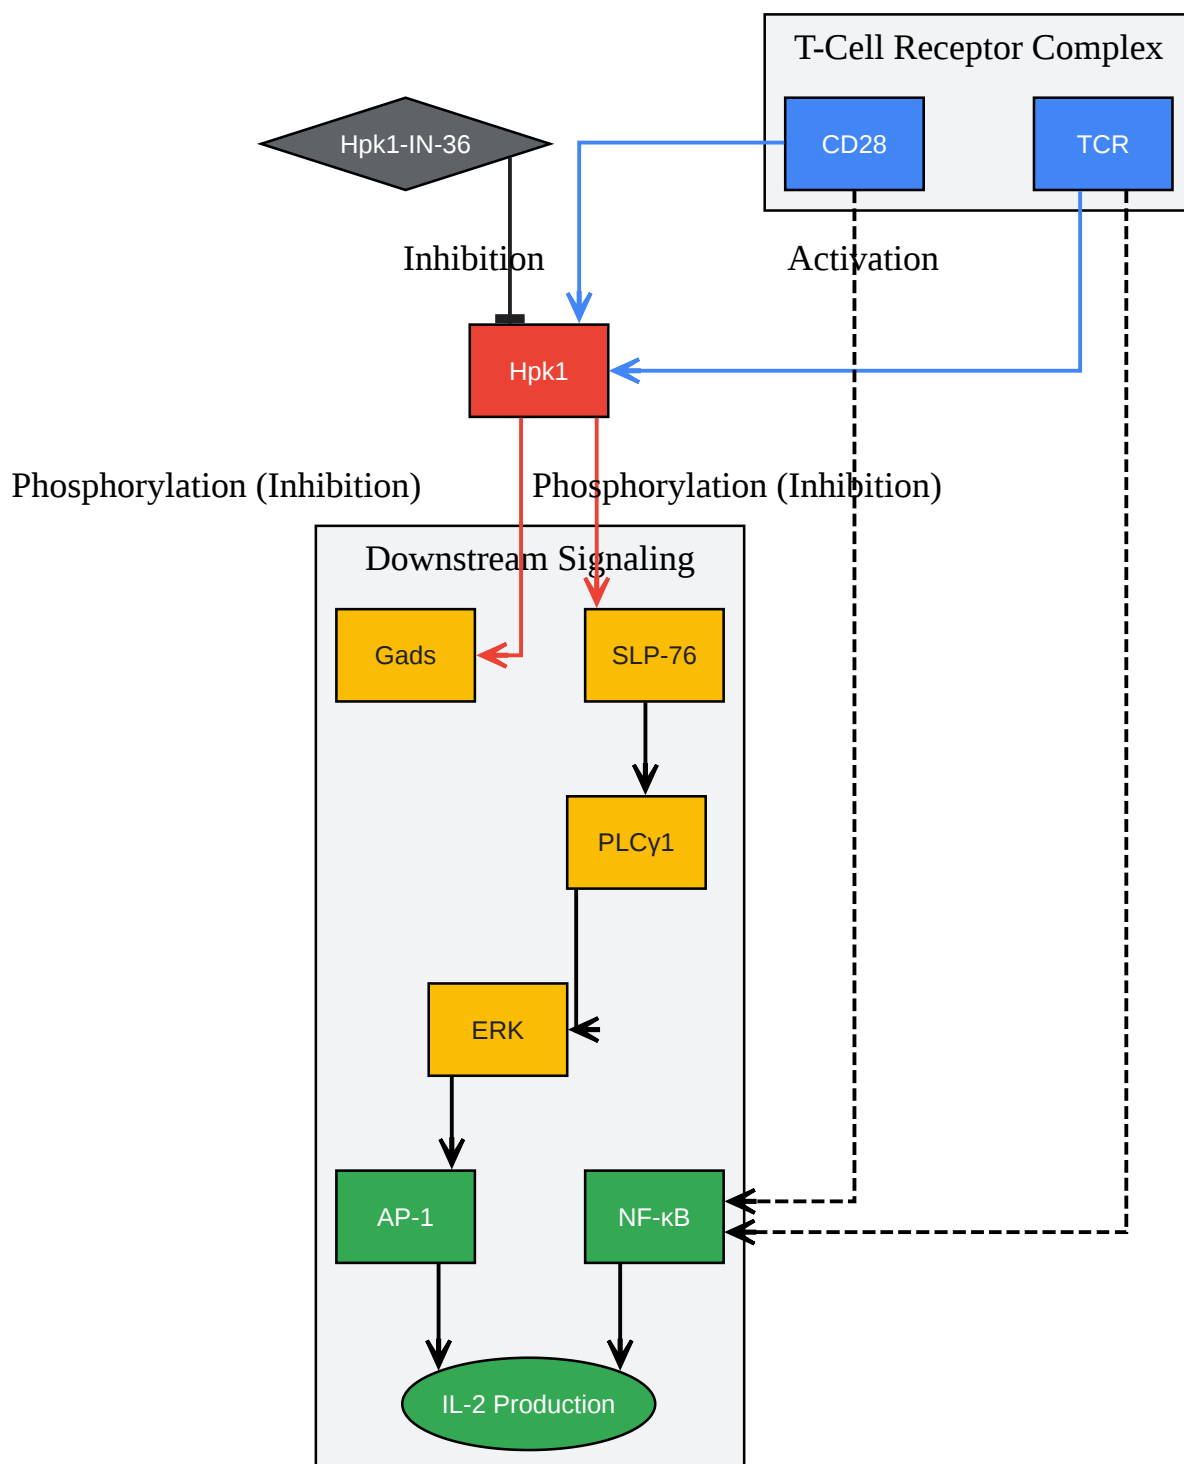 T-Cell Receptor Complex
Hpk1-IN-36
CD28
TCR
Inhibition
Activation
Hpk1
Phosphorylation (Inhibition)
Phosphorylation (Inhibition)
Downstream Signaling
Gads
SLP-76
PLCγ1
ERK
AP-1
NF-κB
IL-2 Production